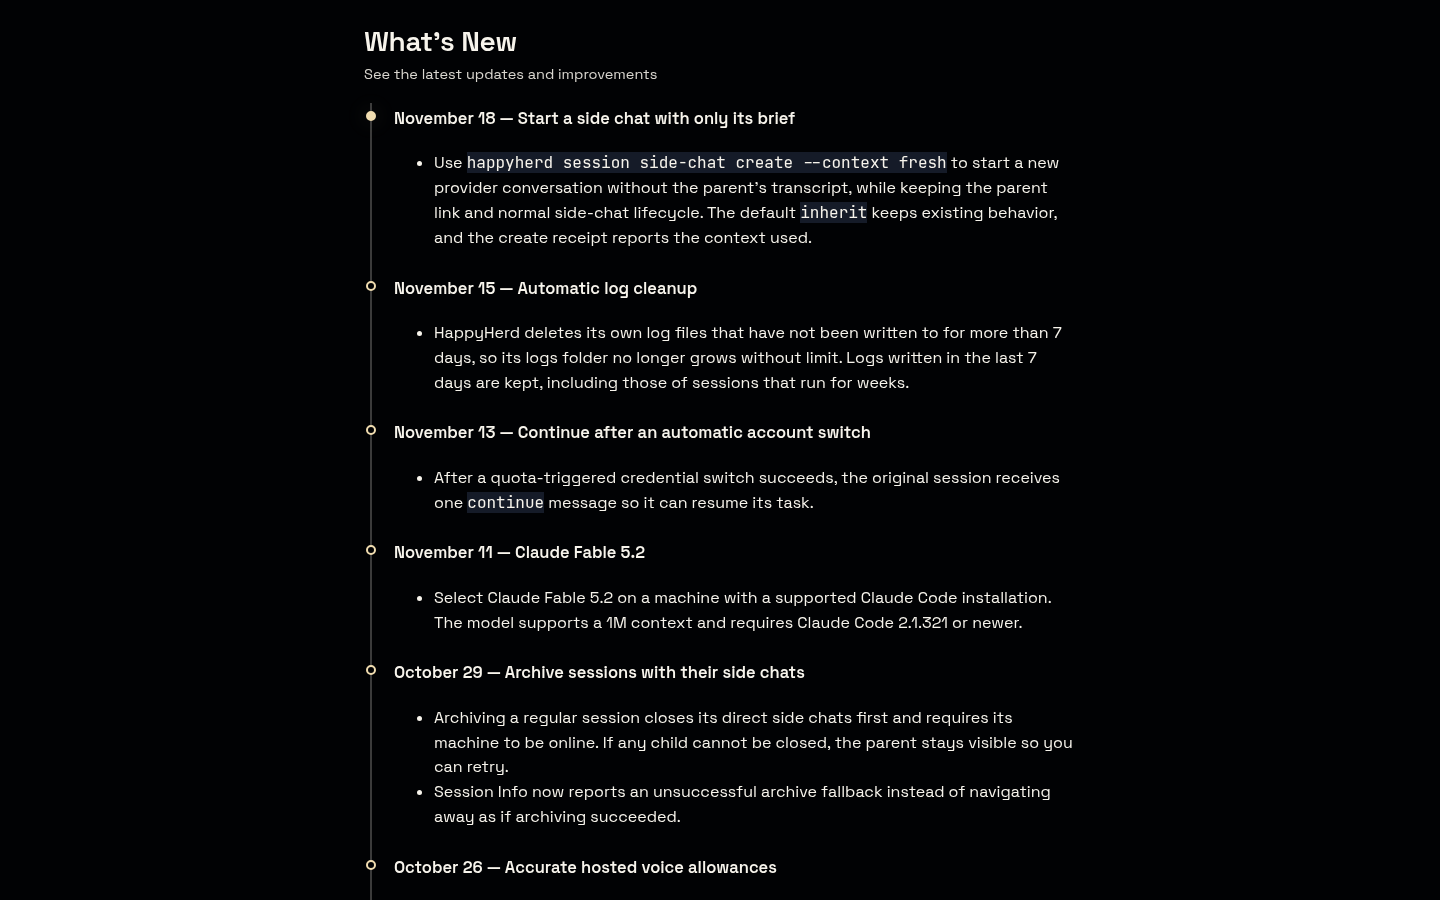 What's New
See the latest updates and improvements
November 18 — Start a side chat with only its brief
• Use happyherd session side-chat create --context fresh to start a new
provider conversation without the parent's transcript, while keeping the parent
link and normal side-chat lifecycle. The default inherit keeps existing behavior,
and the create receipt reports the context used.
November 15 — Automatic log cleanup
• HappyHerd deletes its own log files that have not been written to for more than 7
days, so its logs folder no longer grows without limit. Logs written in the last 7
days are kept, including those of sessions that run for weeks.
November 13 — Continue after an automatic account switch
• After a quota-triggered credential switch succeeds, the original session receives
one continue message so it can resume its task.
November 11 — Claude Fable 5.2
• Select Claude Fable 5.2 on a machine with a supported Claude Code installation.
The model supports a 1M context and requires Claude Code 2.1.321 or newer.
October 29 — Archive sessions with their side chats
• Archiving a regular session closes its direct side chats first and requires its
machine to be online. If any child cannot be closed, the parent stays visible so you
can retry.
• Session Info now reports an unsuccessful archive fallback instead of navigating
away as if archiving succeeded.
October 26 — Accurate hosted voice allowances